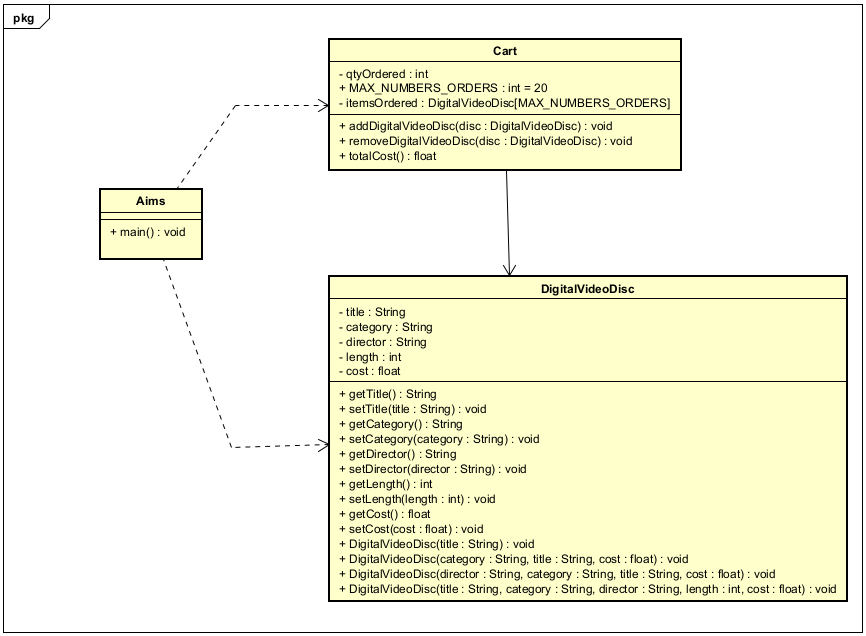 pkg
Cart
- qtyOrdered : int
+ MAX_NUMBERS_ORDERS : int = 20
- itemsOrdered : DigitalVideoDisc[MAX_NUMBERS_ORDERS]
+ addDigitalVideoDisc(disc : DigitalVideoDisc) : void
+ removeDigitalVideoDisc(disc : DigitalVideoDisc) : void
+ totalCost() : float
Aims
+ main() : void
DigitalVideoDisc
- title : String
- category : String
- director : String
- length : int
- cost : float
+ getTitle() : String
+ setTitle(title : String) : void
+ getCategory() : String
+ setCategory(category : String) : void
+ getDirector() : String
+ setDirector(director : String) : void
+ getLength() : int
+ setLength(length : int) : void
+ getCost() : float
+ setCost(cost : float) : void
+ DigitalVideoDisc(title : String) : void
+ DigitalVideoDisc(category : String, title : String, cost : float) : void
+ DigitalVideoDisc(director : String, category : String, title : String, cost : float) : void
+ DigitalVideoDisc(title : String, category : String, director : String, length : int, cost : float) : void